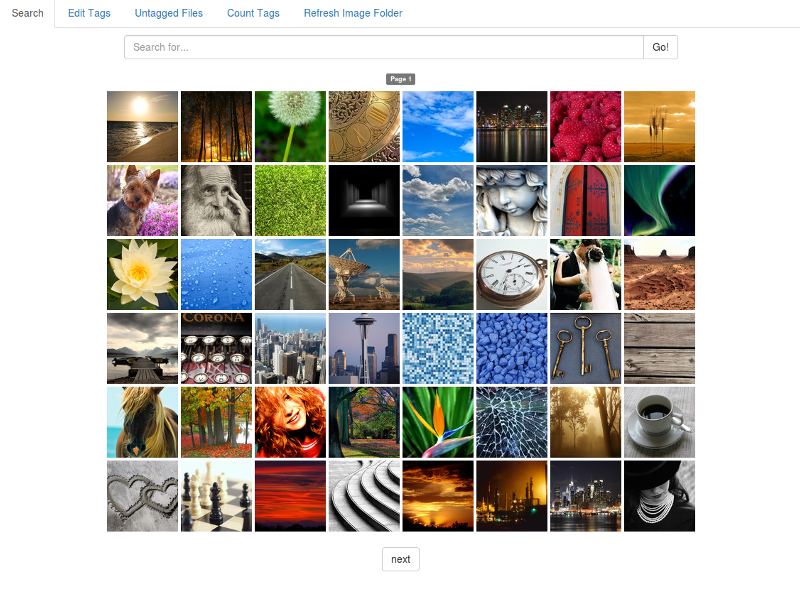 Search Edit Tags Untagged Files Count Tags Refresh Image Folder
Search for... Go!
Page 1
CORONA
next